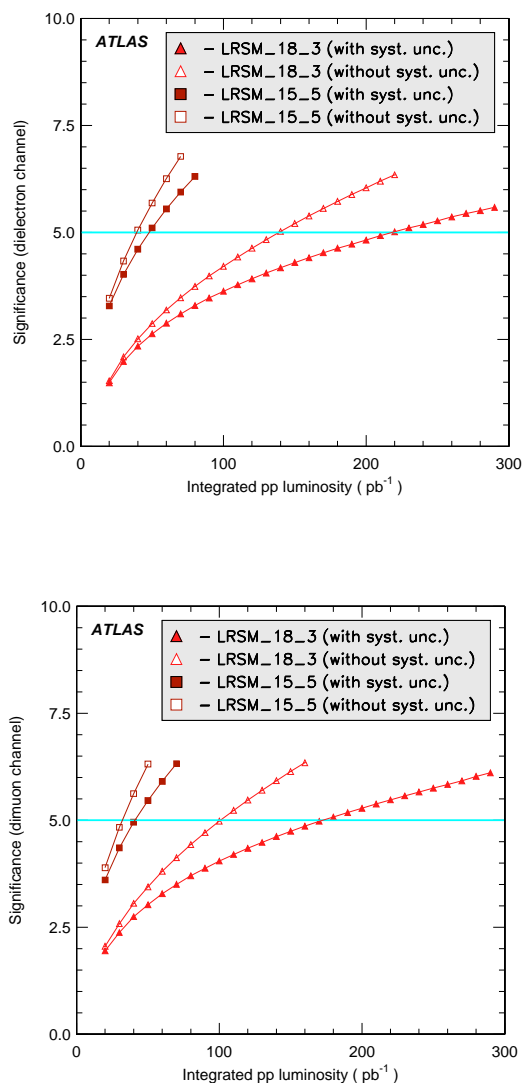 10.0
ATLAS
– LRSM_18_3 (with syst. unc.)
– LRSM_18_3 (without syst. unc.)
– LRSM_15_5 (with syst. unc.)
– LRSM_15_5 (without syst. unc.)
7.5
5.0
2.5
0.0
Significance (dielectron channel)
0 100 200 300
Integrated pp luminosity ( pb⁻¹ )
10.0
ATLAS
– LRSM_18_3 (with syst. unc.)
– LRSM_18_3 (without syst. unc.)
– LRSM_15_5 (with syst. unc.)
– LRSM_15_5 (without syst. unc.)
7.5
5.0
2.5
0.0
Significance (dimuon channel)
0 100 200 300
Integrated pp luminosity ( pb⁻¹ )